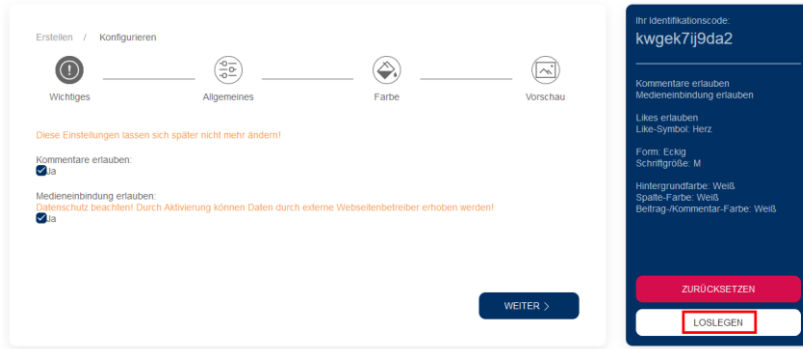 Erstellen / Konfigurieren
Wichtiges
Allgemeines
Farbe
Vorschau
Diese Einstellungen lassen sich später nicht mehr ändern!
Kommentare erlauben:
Ja
Medieneinbindung erlauben:
Datenschutz beachten! Durch Aktivierung können Daten durch externe Webseitenbetreiber erhoben werden!
Ja
WEITER >
Ihr Identifikationscode:
kwgek7ij9da2
Kommentare erlauben
Medieneinbindung erlauben
Likes erlauben
Like-Symbol: Herz
Form: Eckig
Schriftgröße: M
Hintergrundfarbe: Weiß
Spalte-Farbe: Weiß
Beitrag-/Kommentar-Farbe: Weiß
ZURÜCKSETZEN
LOSLEGEN